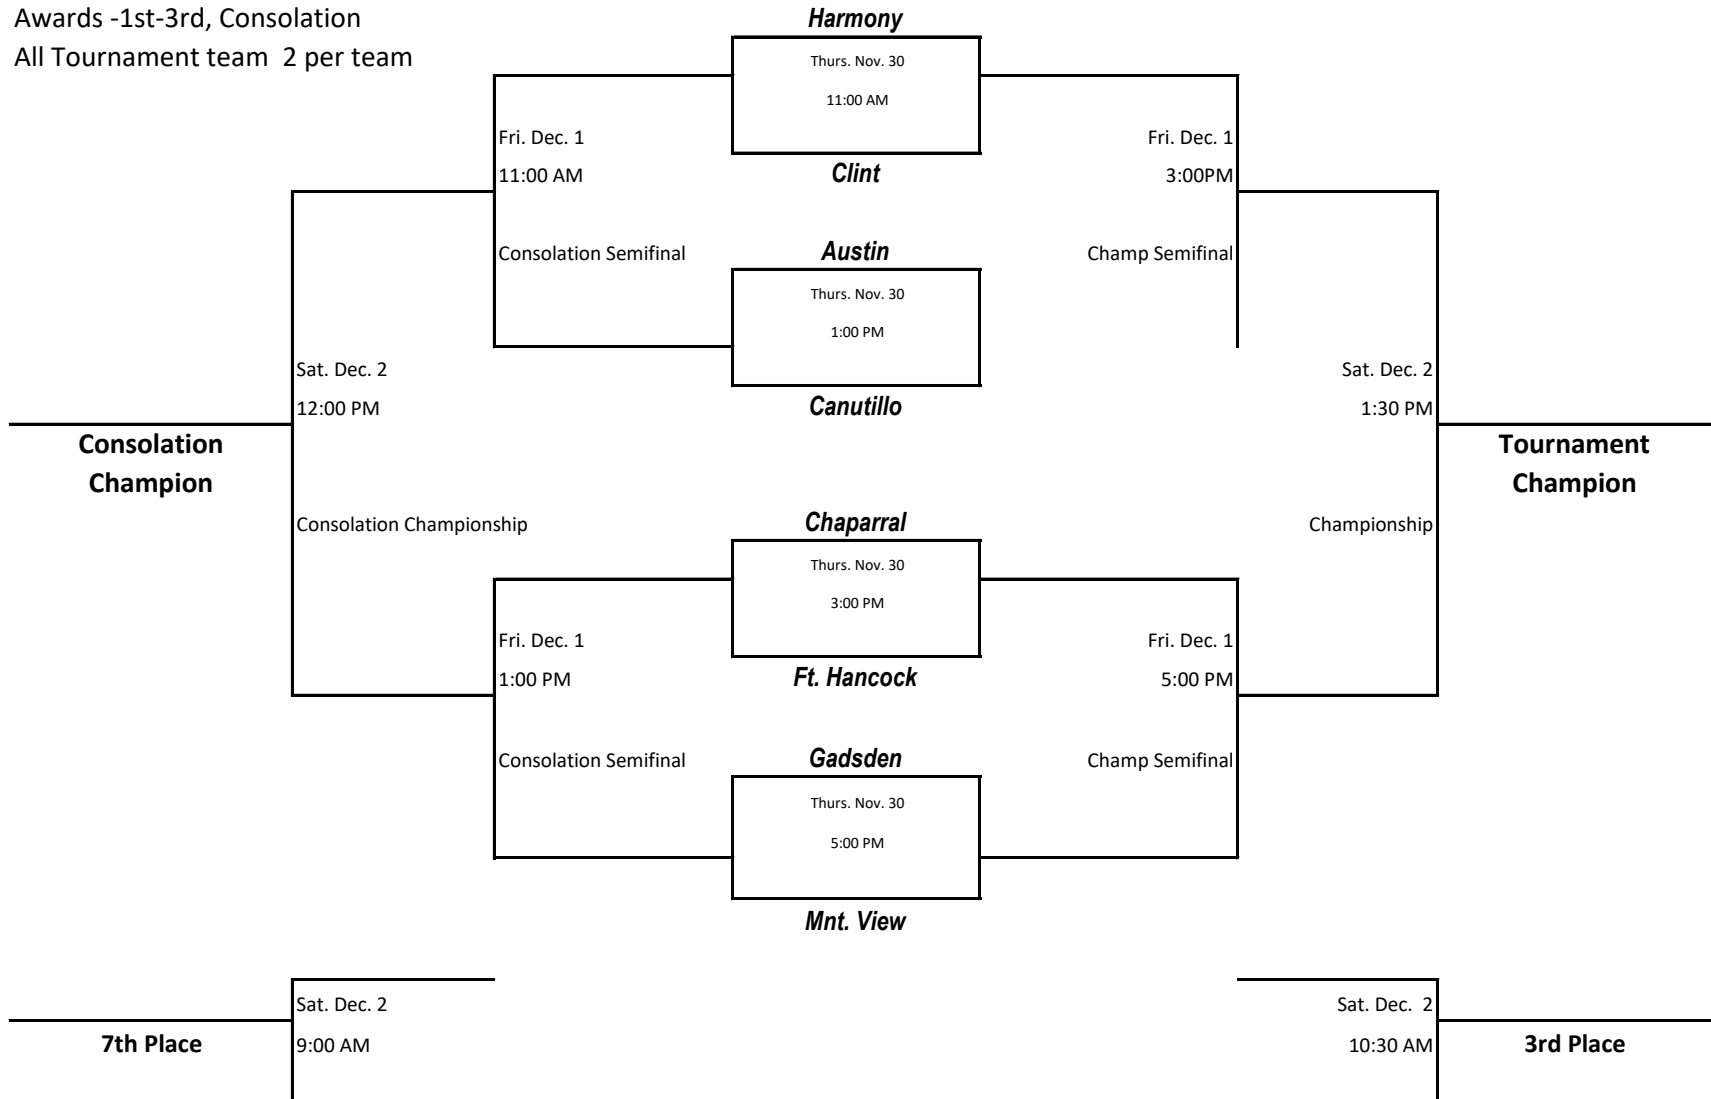 Awards -1st-3rd, Consolation
All Tournament team  2 per team
Harmony
Thurs. Nov. 30
11:00 AM
Clint
Fri. Dec. 1
11:00 AM
Consolation Semifinal
Fri. Dec. 1
3:00PM
Champ Semifinal
Austin
Thurs. Nov. 30
1:00 PM
Canutillo
Sat. Dec. 2
12:00 PM
Consolation
Champion
Consolation Championship
Sat. Dec. 2
1:30 PM
Tournament
Champion
Championship
Chaparral
Thurs. Nov. 30
3:00 PM
Ft. Hancock
Fri. Dec. 1
1:00 PM
Consolation Semifinal
Fri. Dec. 1
5:00 PM
Champ Semifinal
Gadsden
Thurs. Nov. 30
5:00 PM
Mnt. View
Sat. Dec. 2
7th Place
9:00 AM
Sat. Dec.  2
10:30 AM
3rd Place